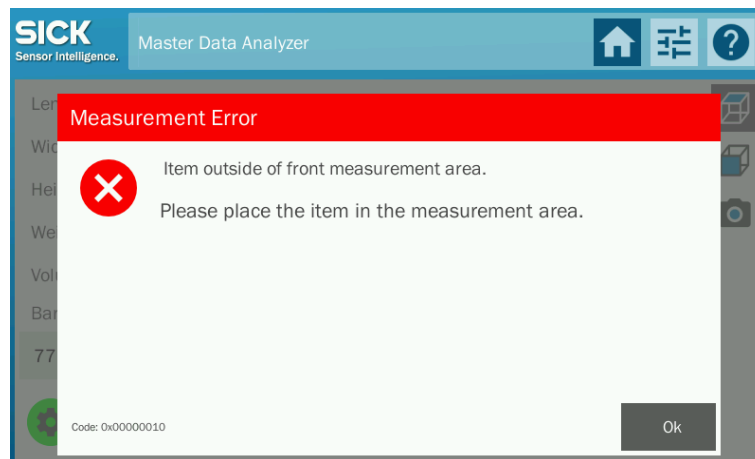 SICK
Sensor Intelligence.
Master Data Analyzer
?
Measurement Error
Item outside of front measurement area.
Please place the item in the measurement area.
77
Code: 0x00000010
Ok